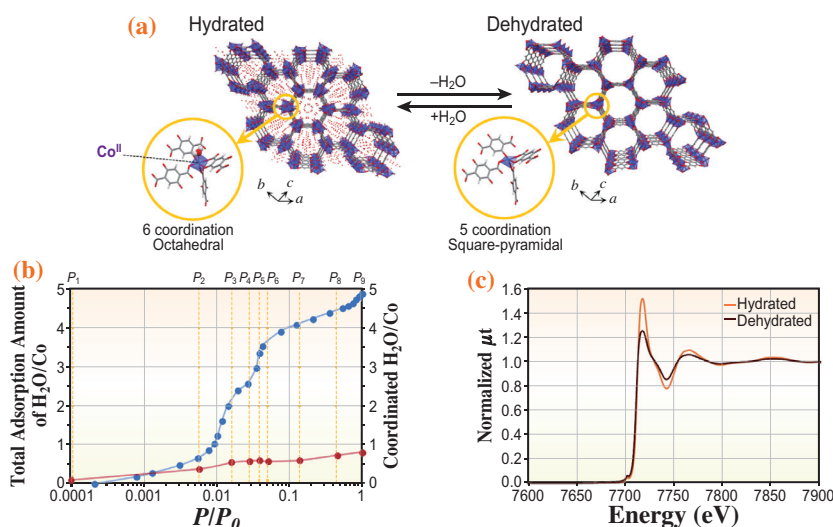 (a)
Hydrated
Dehydrated
–H2O
+H2O
CoII
b
c
a
b
c
a
6 coordination
Octahedral
5 coordination
Square-pyramidal
(b)
P1
P2
P3
P4
P5
P6
P7
P8
P9
Total Adsorption Amount
of H2O/Co
5
4
3
2
1
0
5
4
3
2
1
0
Coordinated H2O/Co
0.0001
0.001
0.01
0.1
1
P/P0
(c)
Normalized μt
1.6
1.4
1.2
1.0
0.8
0.6
0.4
0.2
0.0
Hydrated
Dehydrated
7600
7650
7700
7750
7800
7850
7900
Energy (eV)